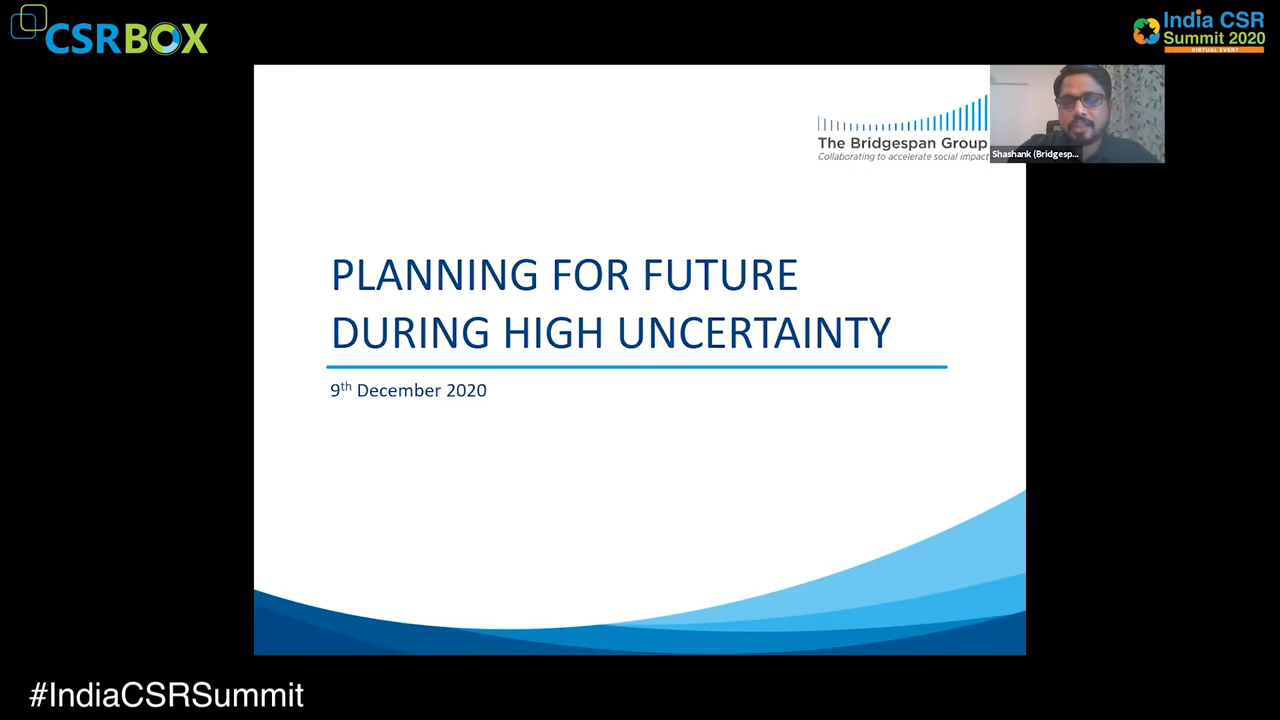 CSRBOX
India CSR
Summit 2020
VIRTUAL EVENT
The Bridgespan Group
Collaborating to accelerate social impact
Shashank (Bridgesp...
PLANNING FOR FUTURE
DURING HIGH UNCERTAINTY
9th December 2020
#IndiaCSRSummit